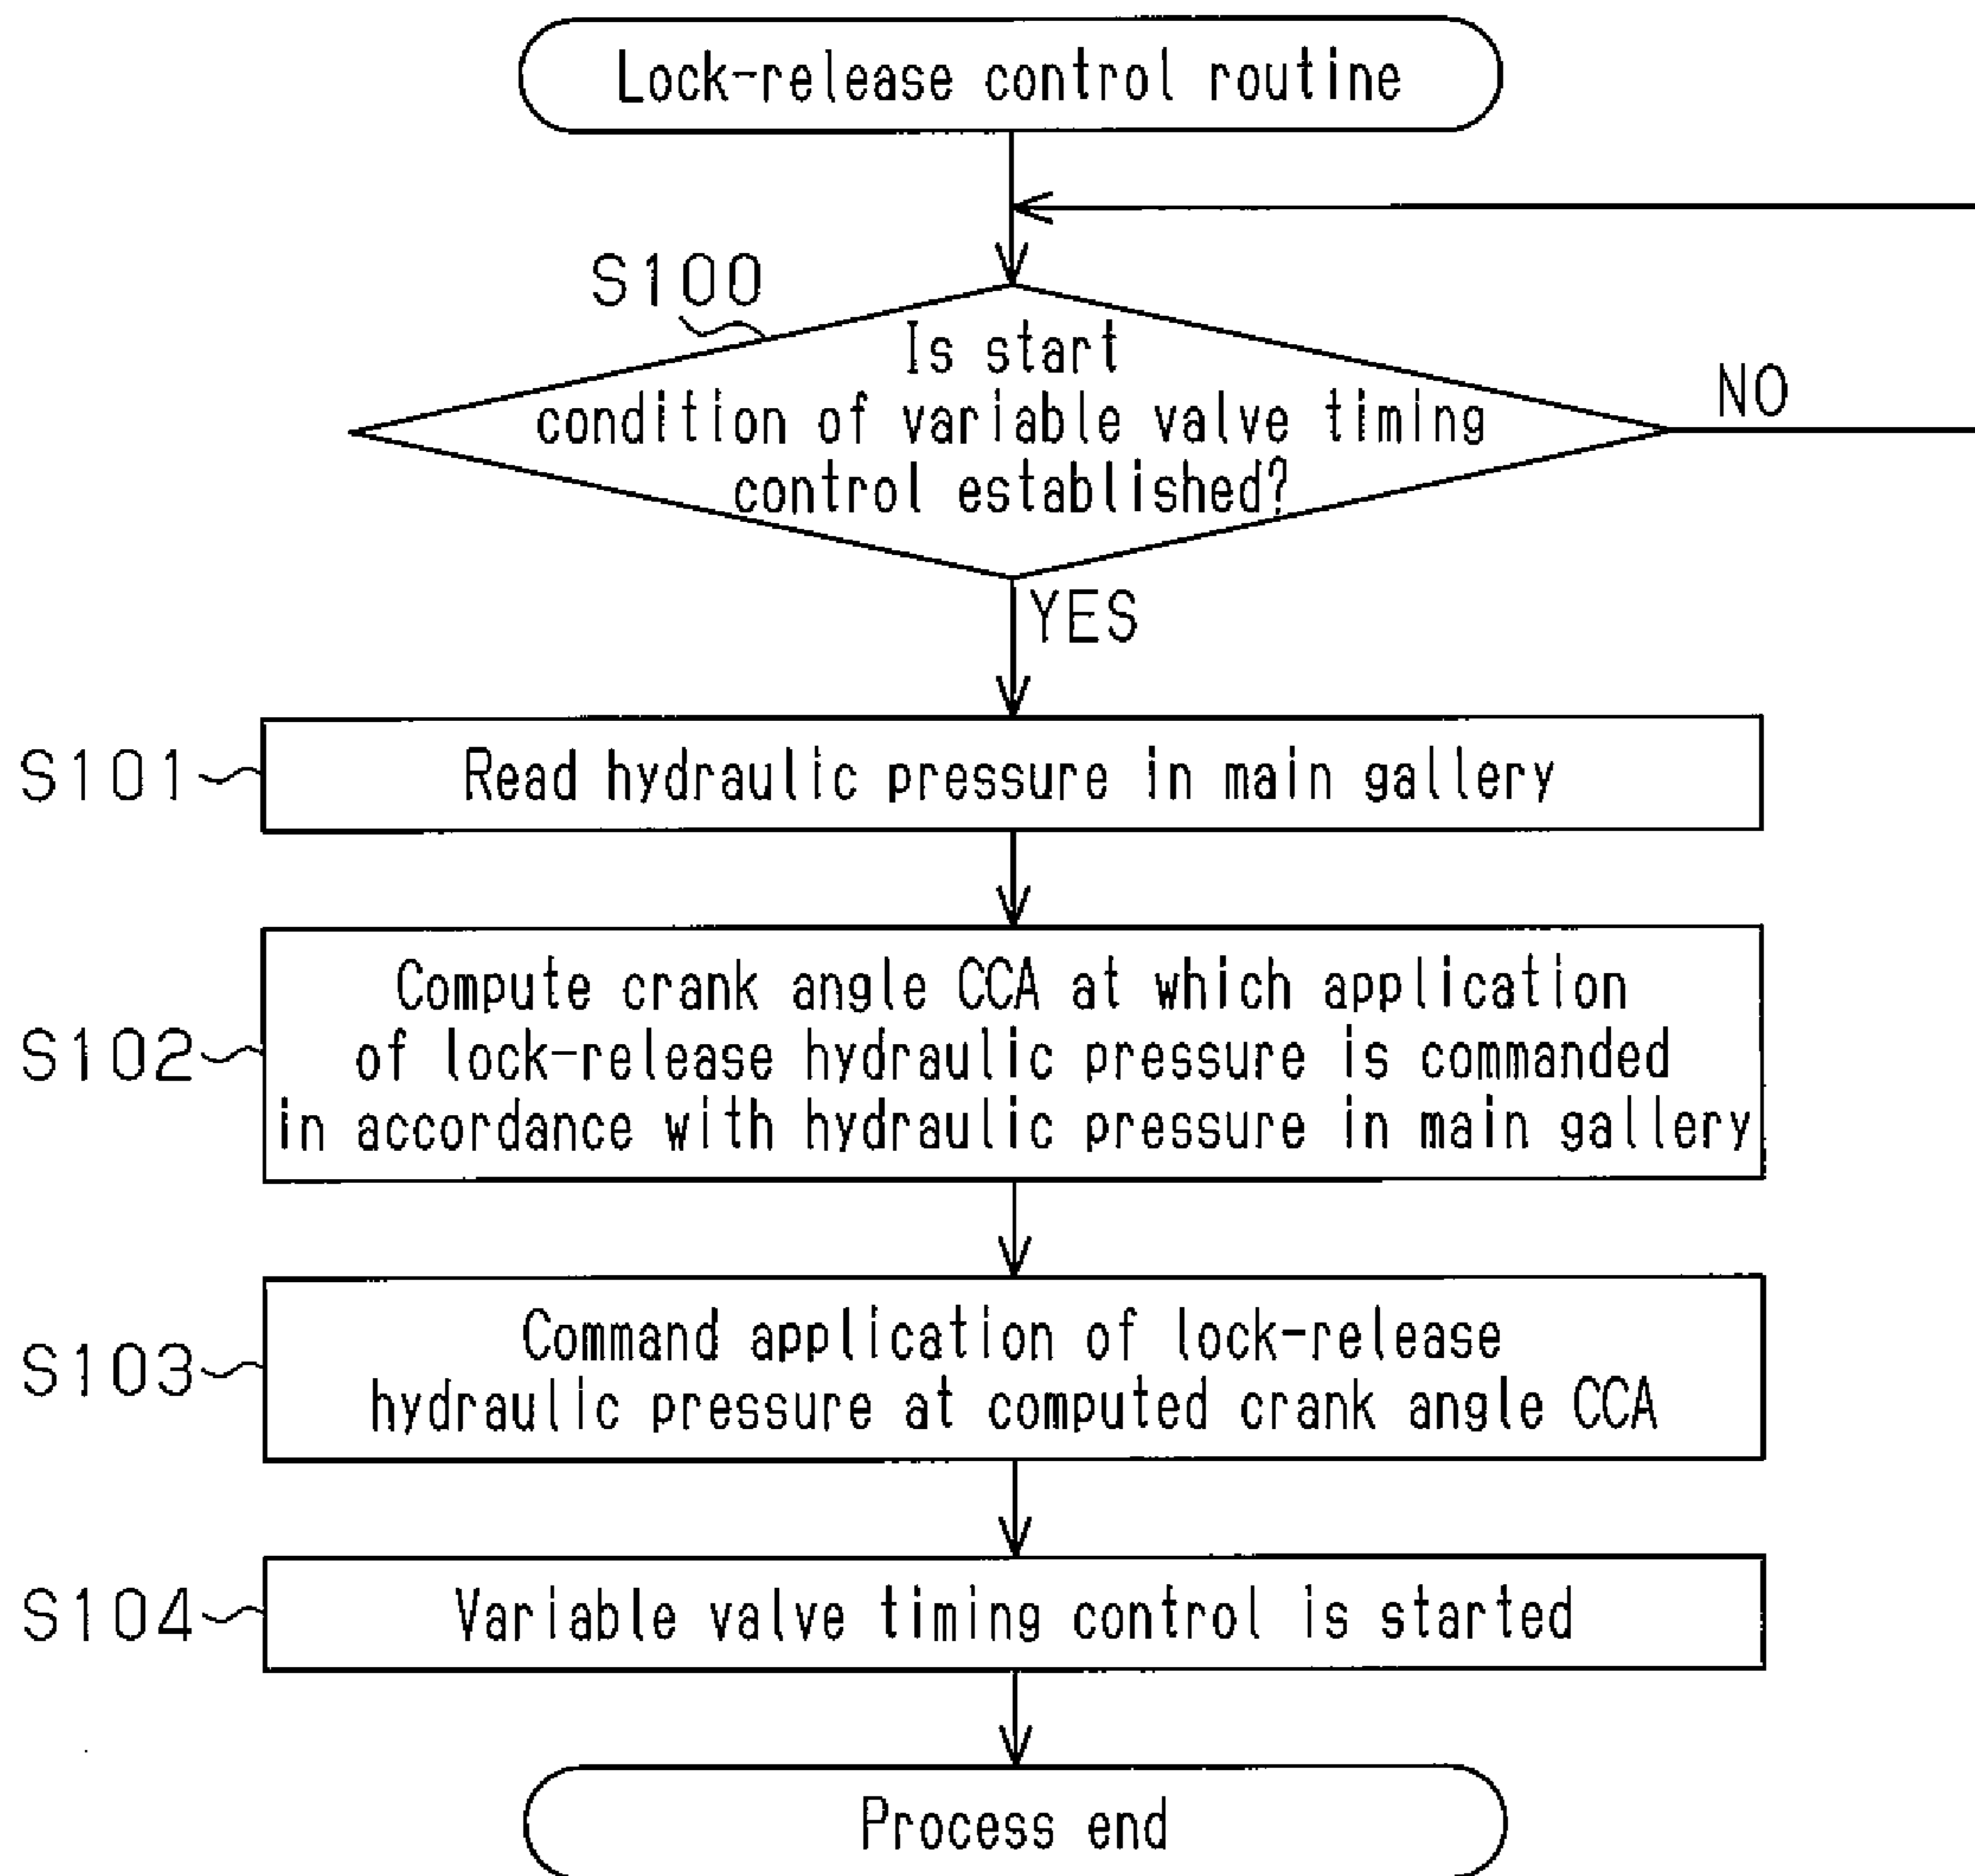 Lock-release control routine
S100
Is start
condition of variable valve timing
control established?
NO
YES
S101
Read hydraulic pressure in main gallery
S102
Compute crank angle CCA at which application
of lock-release hydraulic pressure is commanded
in accordance with hydraulic pressure in main gallery
S103
Command application of lock-release
hydraulic pressure at computed crank angle CCA
S104
Variable valve timing control is started
Process end